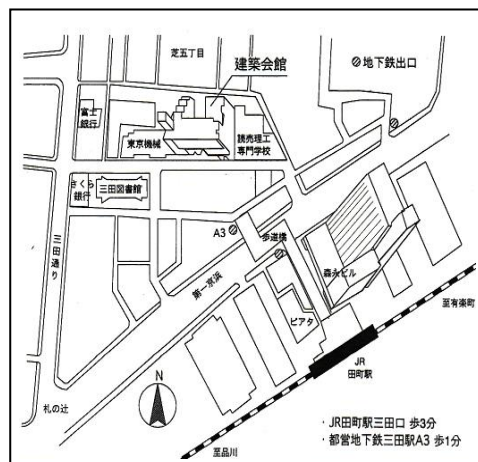 芝五丁目
建築会館
地下鉄出口
富士
銀行
東京機械
読売理工
専門学校
さくら
銀行
三田図書館
A3
歩道橋
三田通り
第一京浜
森永ビル
ピアタ
至有楽町
JR
田町駅
N
札の辻
至品川
・JR田町駅三田口 歩3分
・都営地下鉄三田駅A3 歩1分